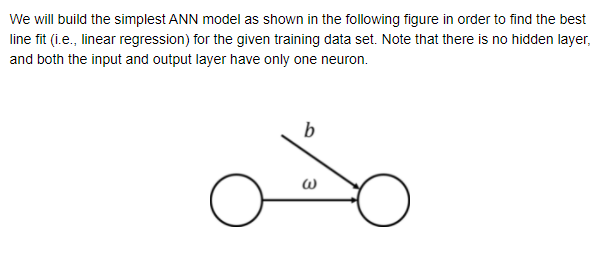 We will build the simplest ANN model as shown in the following figure in order to find the best
line fit (i.e., linear regression) for the given training data set. Note that there is no hidden layer,
and both the input and output layer have only one neuron.
b
ω